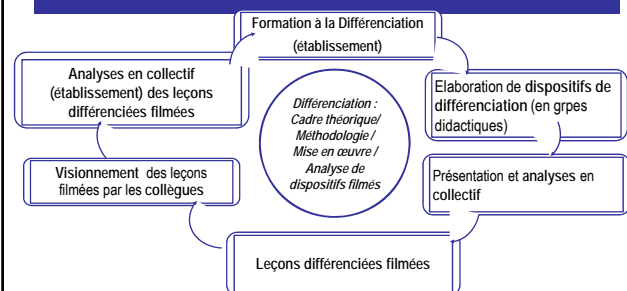 Formation à la Différenciation
(établissement)
Analyses en collectif
(établissement) des leçons
différenciées filmées
Elaboration de dispositifs de
différenciation (en grpes
didactiques)
Différenciation :
Cadre théorique/
Méthodologie /
Mise en œuvre /
Analyse de
dispositifs filmés
Visionnement des leçons
filmées par les collègues
Présentation et analyses en
collectif
Leçons différenciées filmées